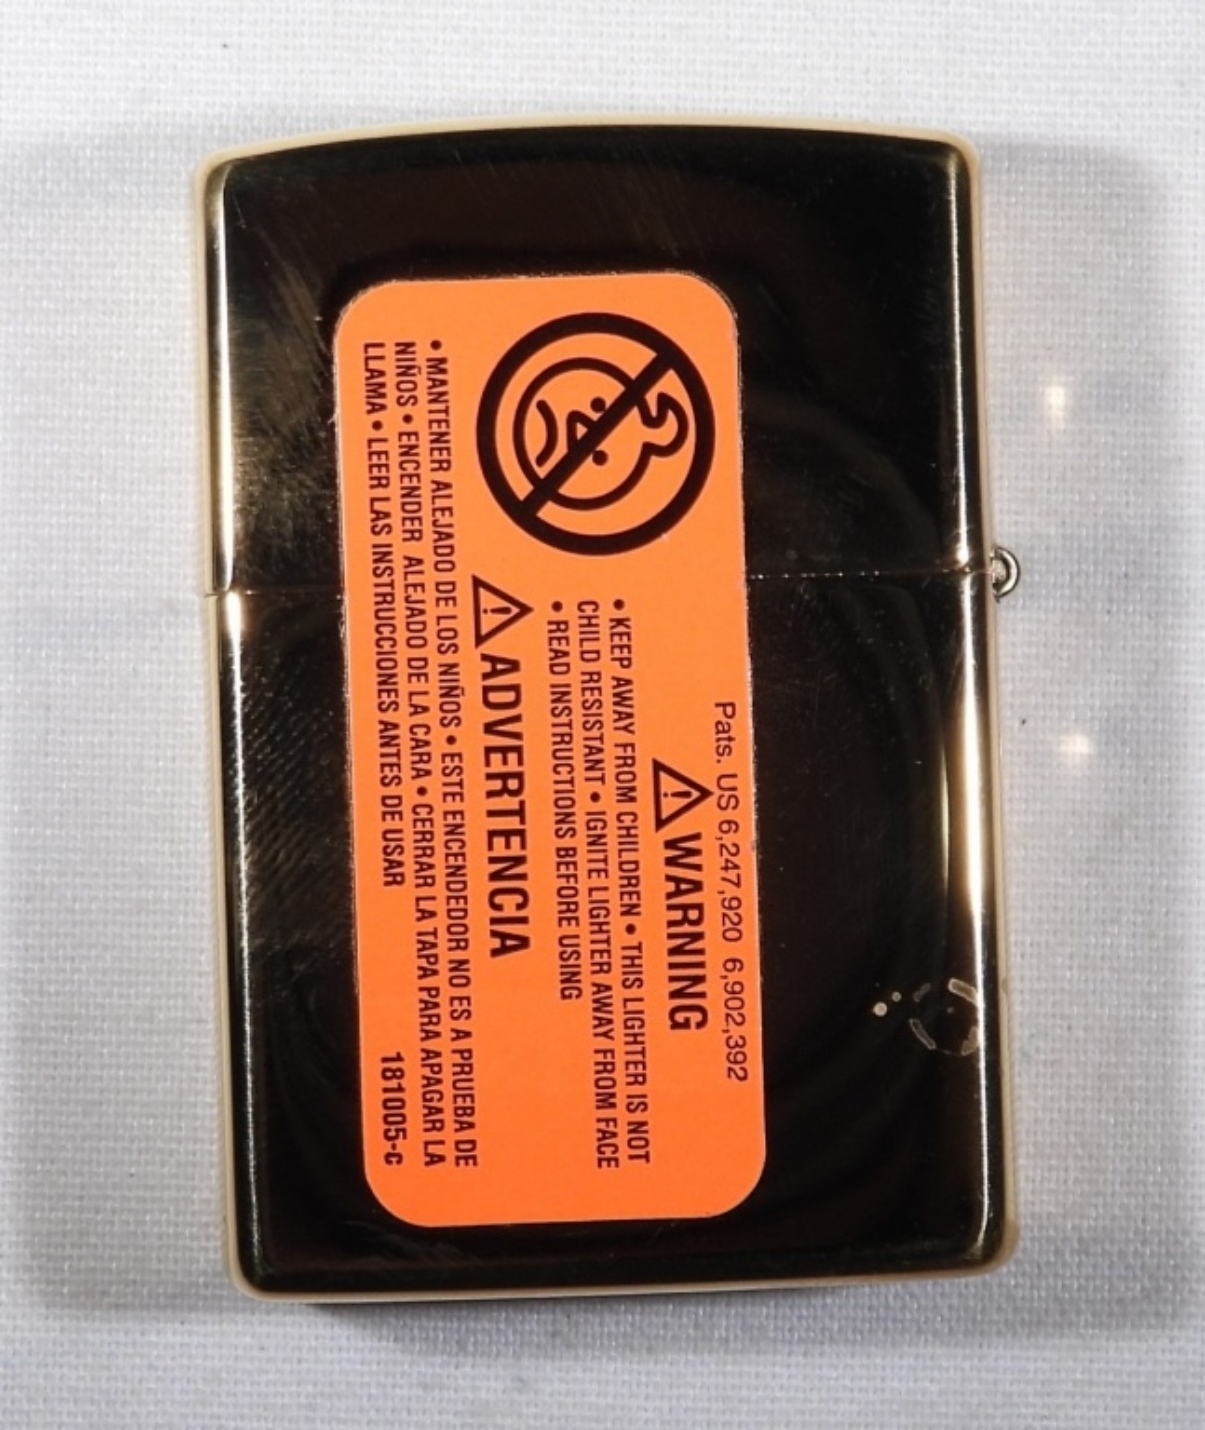 Pats. US 6,247,920 6,902,392
WARNING
• KEEP AWAY FROM CHILDREN • THIS LIGHTER IS NOT
CHILD RESISTANT • IGNITE LIGHTER AWAY FROM FACE
• READ INSTRUCTIONS BEFORE USING
ADVERTENCIA
• MANTENER ALEJADO DE LOS NIÑOS • ESTE ENCENDEDOR NO ES A PRUEBA DE
NIÑOS • ENCENDER ALEJADO DE LA CARA • CERRAR LA TAPA PARA APAGAR LA
LLAMA • LEER LAS INSTRUCCIONES ANTES DE USAR 181005-c